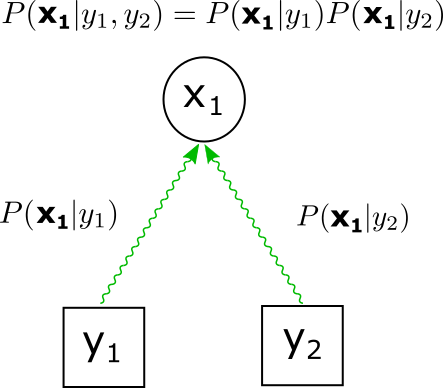 P(x₁|y₁, y₂) = P(x₁|y₁)P(x₁|y₂)
x₁
P(x₁|y₁)
P(x₁|y₂)
y₁
y₂